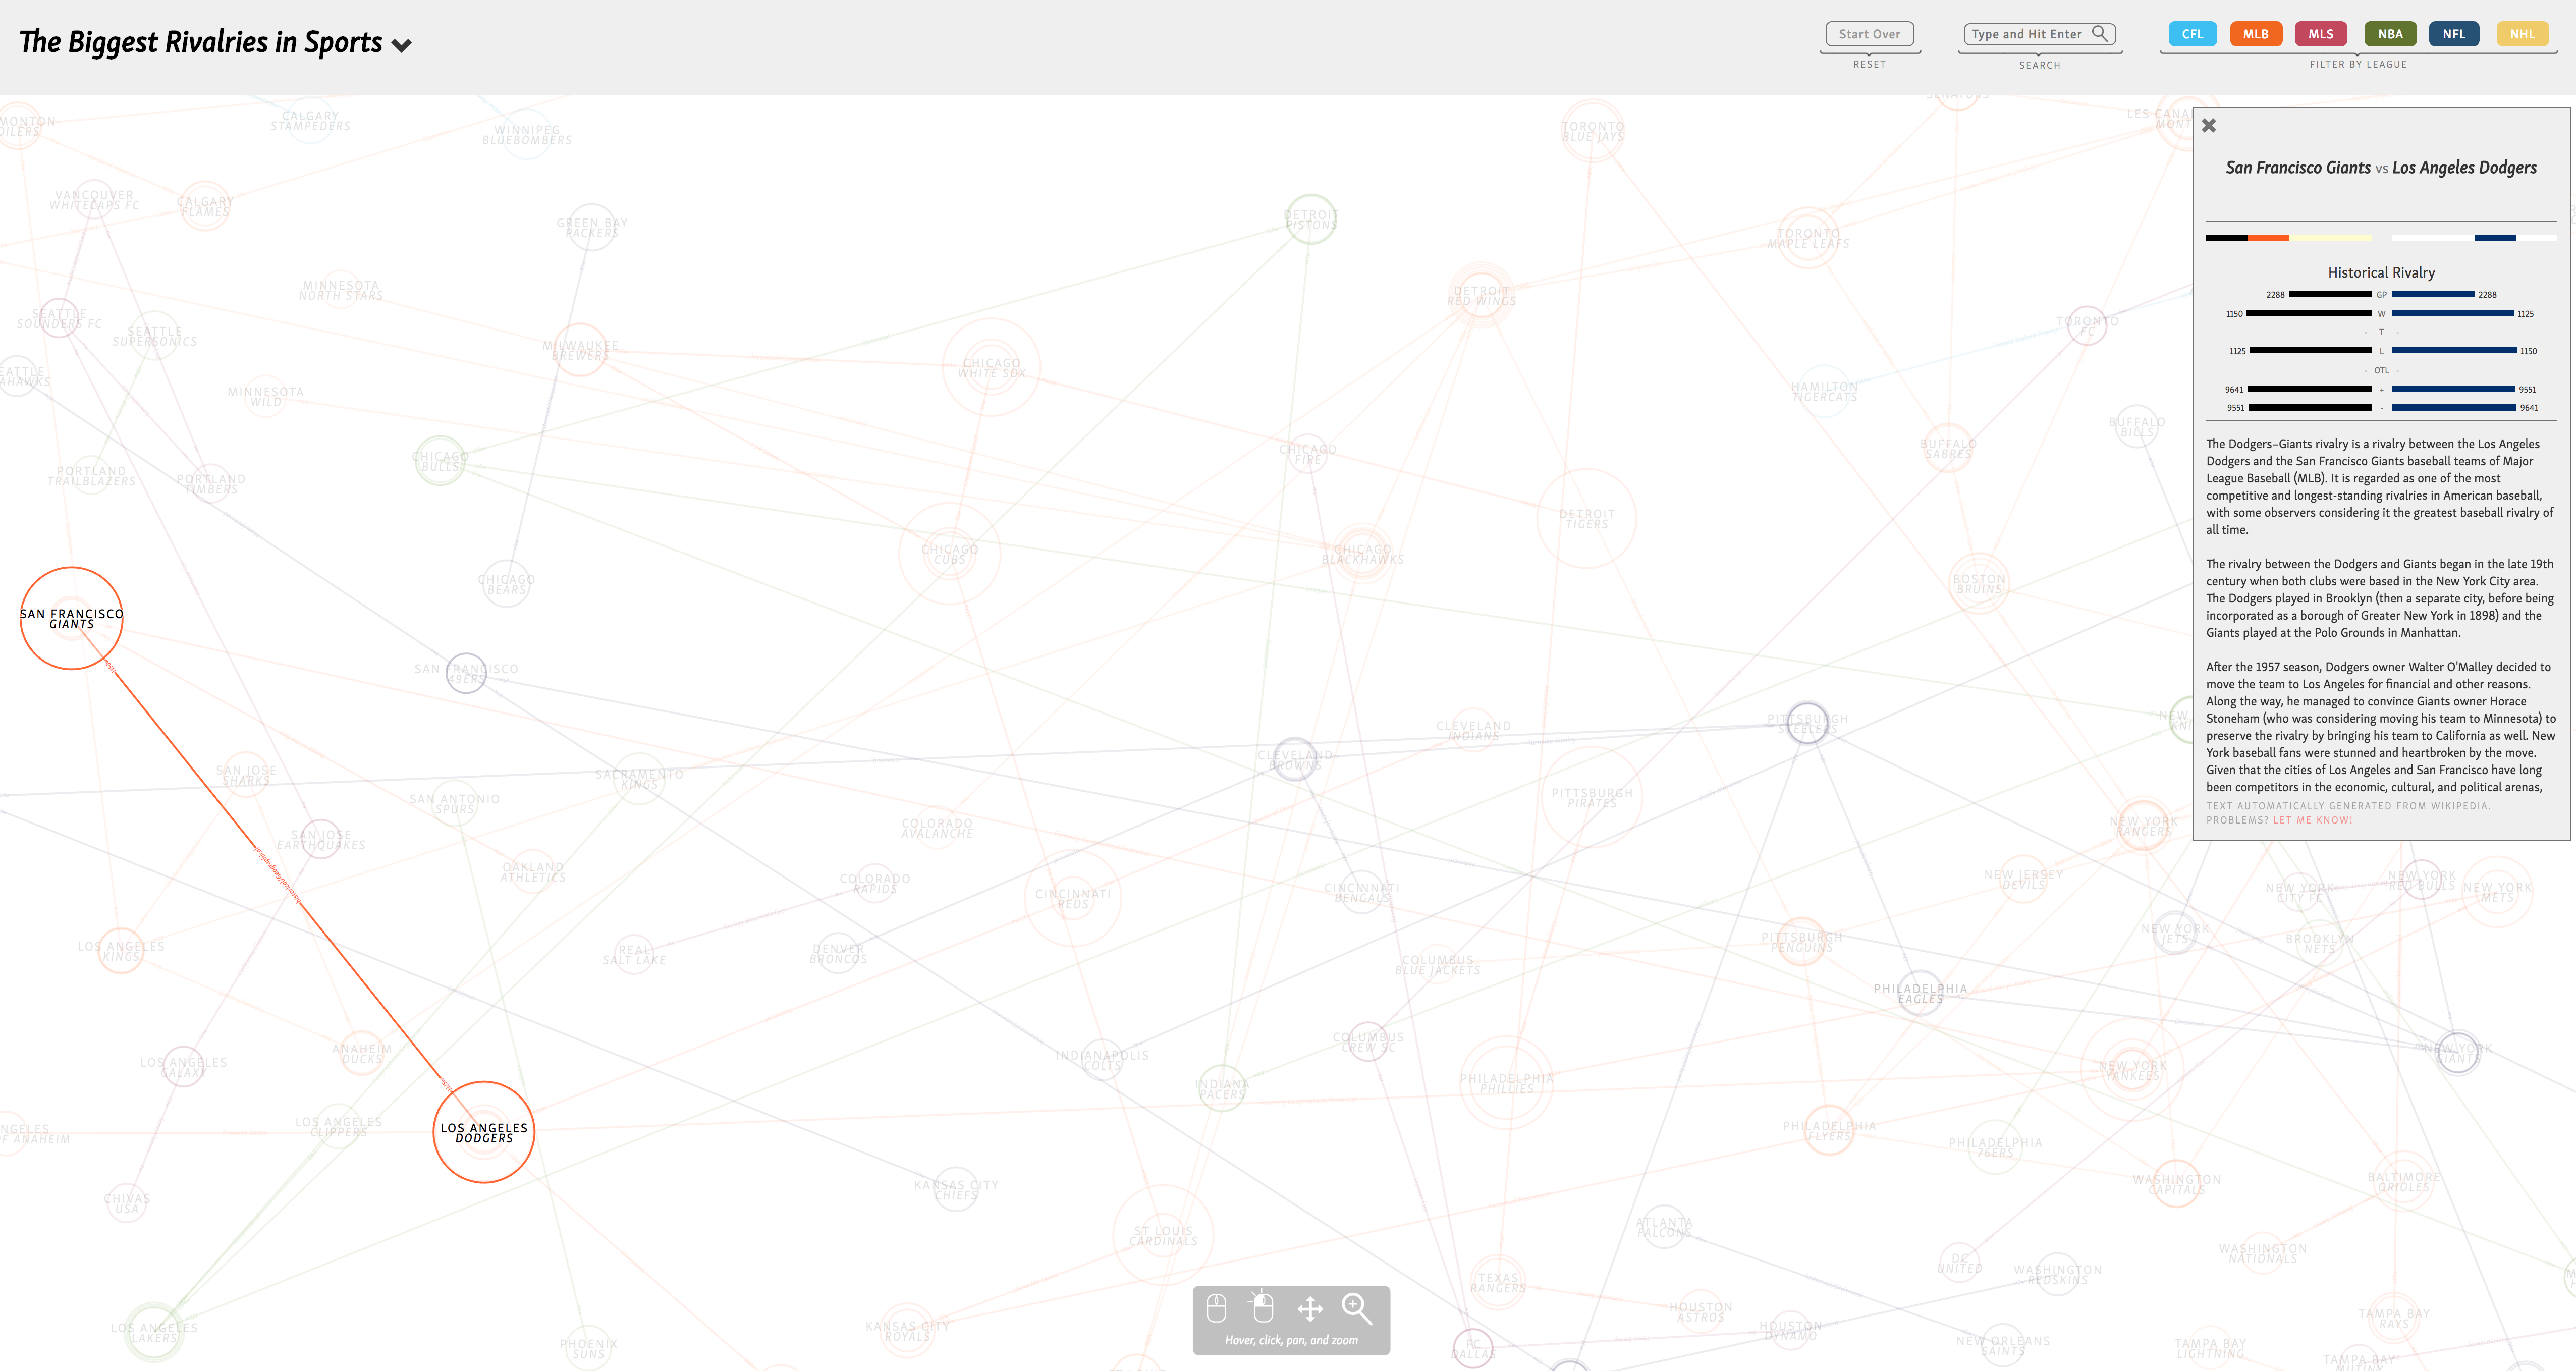 The Biggest Rivalries in Sports
Start Over
RESET
Type and Hit Enter
SEARCH
CFL
MLB
MLS
NBA
NFL
NHL
FILTER BY LEAGUE
San Francisco Giants vs Los Angeles Dodgers
Historical Rivalry
2288 GP 2288
1150 W 1125
- T -
1125 L 1150
- OTL -
9641 + 9551
9551 - 9641
The Dodgers–Giants rivalry is a rivalry between the Los Angeles
Dodgers and the San Francisco Giants baseball teams of Major
League Baseball (MLB). It is regarded as one of the most
competitive and longest-standing rivalries in American baseball,
with some observers considering it the greatest baseball rivalry of
all time.
The rivalry between the Dodgers and Giants began in the late 19th
century when both clubs were based in the New York City area.
The Dodgers played in Brooklyn (then a separate city, before being
incorporated as a borough of Greater New York in 1898) and the
Giants played at the Polo Grounds in Manhattan.
After the 1957 season, Dodgers owner Walter O'Malley decided to
move the team to Los Angeles for financial and other reasons.
Along the way, he managed to convince Giants owner Horace
Stoneham (who was considering moving his team to Minnesota) to
preserve the rivalry by bringing his team to California as well. New
York baseball fans were stunned and heartbroken by the move.
Given that the cities of Los Angeles and San Francisco have long
been competitors in the economic, cultural, and political arenas,
TEXT AUTOMATICALLY GENERATED FROM WIKIPEDIA.
PROBLEMS? LET ME KNOW!
CALGARY
STAMPEDERS
WINNIPEG
BLUEBOMBERS
TORONTO
BLUE JAYS
VANCOUVER
WHITECAPS FC
CALGARY
FLAMES
GREEN BAY
PACKERS
DETROIT
PISTONS
TORONTO
MAPLE LEAFS
MINNESOTA
NORTH STARS
DETROIT
RED WINGS
SEATTLE
SOUNDERS FC
SEATTLE
SUPERSONICS
MILWAUKEE
BREWERS
CHICAGO
WHITE SOX
TORONTO
FC
MINNESOTA
WILD
HAMILTON
TIGERCATS
BUFFALO
BILLS
CHICAGO
BULLS
CHICAGO
FIRE
BUFFALO
SABRES
PORTLAND
TRAILBLAZERS
PORTLAND
TIMBERS
DETROIT
TIGERS
CHICAGO
CUBS
CHICAGO
BLACKHAWKS
CHICAGO
BEARS
BOSTON
BRUINS
SAN FRANCISCO
GIANTS
SAN FRANCISCO
49ERS
CLEVELAND
INDIANS
PITTSBURGH
STEELERS
CLEVELAND
BROWNS
SAN JOSE
SHARKS
SACRAMENTO
KINGS
SAN ANTONIO
SPURS
PITTSBURGH
PIRATES
COLORADO
AVALANCHE
NEW YORK
RANGERS
SAN JOSE
EARTHQUAKES
OAKLAND
ATHLETICS
COLORADO
RAPIDS
CINCINNATI
REDS
CINCINNATI
BENGALS
NEW JERSEY
DEVILS
NEW YORK
CITY FC
NEW YORK
RED BULLS
NEW YORK
METS
LOS ANGELES
KINGS
REAL
SALT LAKE
DENVER
BRONCOS
COLUMBUS
BLUE JACKETS
PITTSBURGH
PENGUINS
NEW YORK
JETS
BROOKLYN
NETS
PHILADELPHIA
EAGLES
ANAHEIM
DUCKS
LOS ANGELES
GALAXY
INDIANAPOLIS
COLTS
COLUMBUS
CREW SC
NEW YORK
GIANTS
INDIANA
PACERS
PHILADELPHIA
PHILLIES
NEW YORK
YANKEES
LOS ANGELES
CLIPPERS
LOS ANGELES
DODGERS
PHILADELPHIA
FLYERS
PHILADELPHIA
76ERS
CHIVAS
USA
KANSAS CITY
CHIEFS
WASHINGTON
CAPITALS
BALTIMORE
ORIOLES
ST LOUIS
CARDINALS
ATLANTA
FALCONS
DC
UNITED
WASHINGTON
REDSKINS
WASHINGTON
NATIONALS
TEXAS
RANGERS
HOUSTON
ASTROS
LOS ANGELES
LAKERS
PHOENIX
SUNS
KANSAS CITY
ROYALS
FC
DALLAS
HOUSTON
DYNAMO
NEW ORLEANS
SAINTS
TAMPA BAY
LIGHTNING
TAMPA BAY
RAYS
TAMPA BAY
Hover, click, pan, and zoom